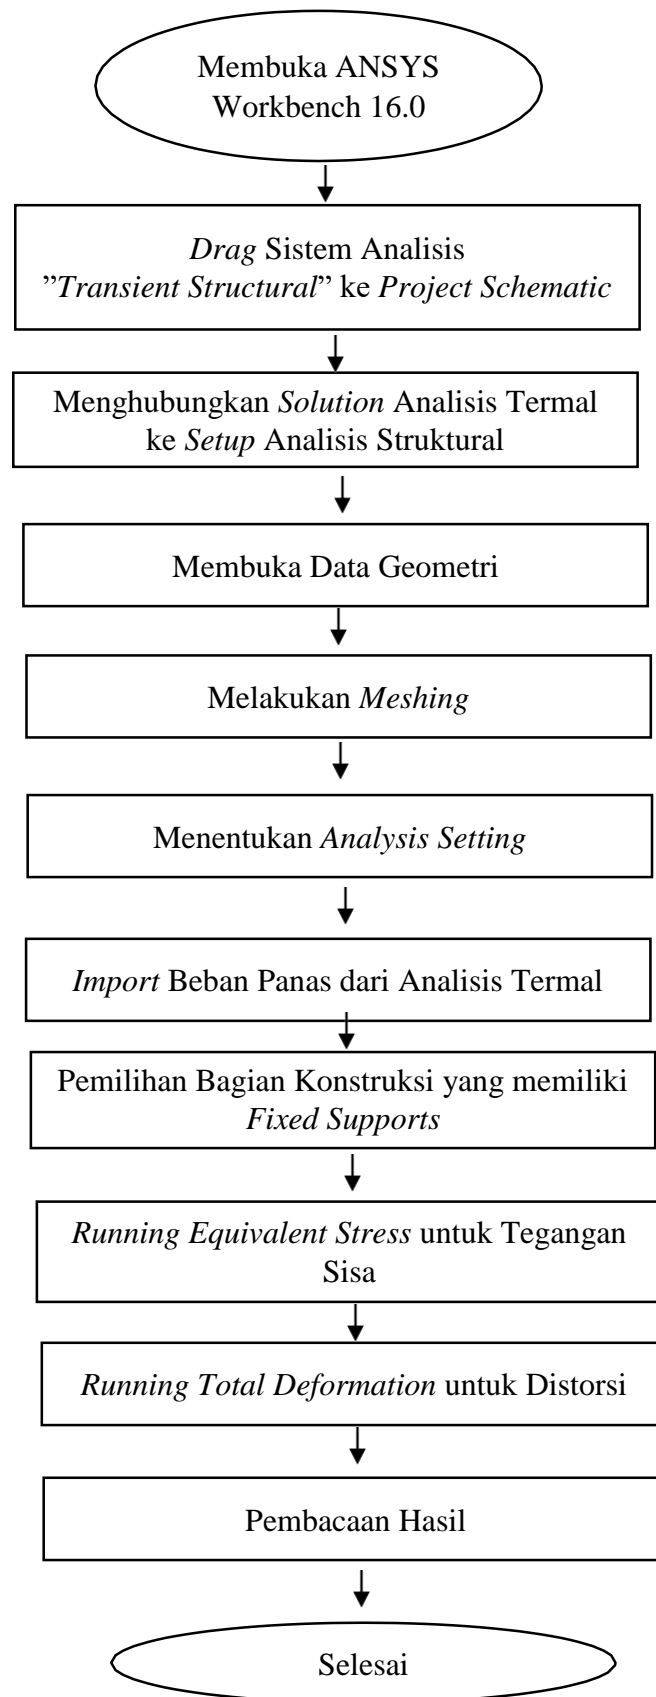 Membuka ANSYS
Workbench 16.0
Drag Sistem Analisis
”Transient Structural” ke Project Schematic
Menghubungkan Solution Analisis Termal
ke Setup Analisis Struktural
Membuka Data Geometri
Melakukan Meshing
Menentukan Analysis Setting
Import Beban Panas dari Analisis Termal
Pemilihan Bagian Konstruksi yang memiliki
Fixed Supports
Running Equivalent Stress untuk Tegangan
Sisa
Running Total Deformation untuk Distorsi
Pembacaan Hasil
Selesai